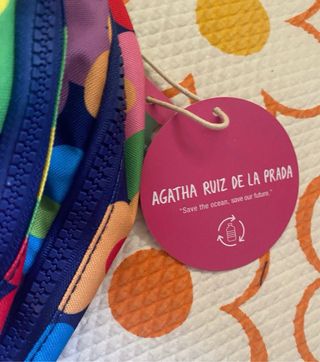 AGATHA RUIZ DE LA PRADA
"Save the ocean, save our future."